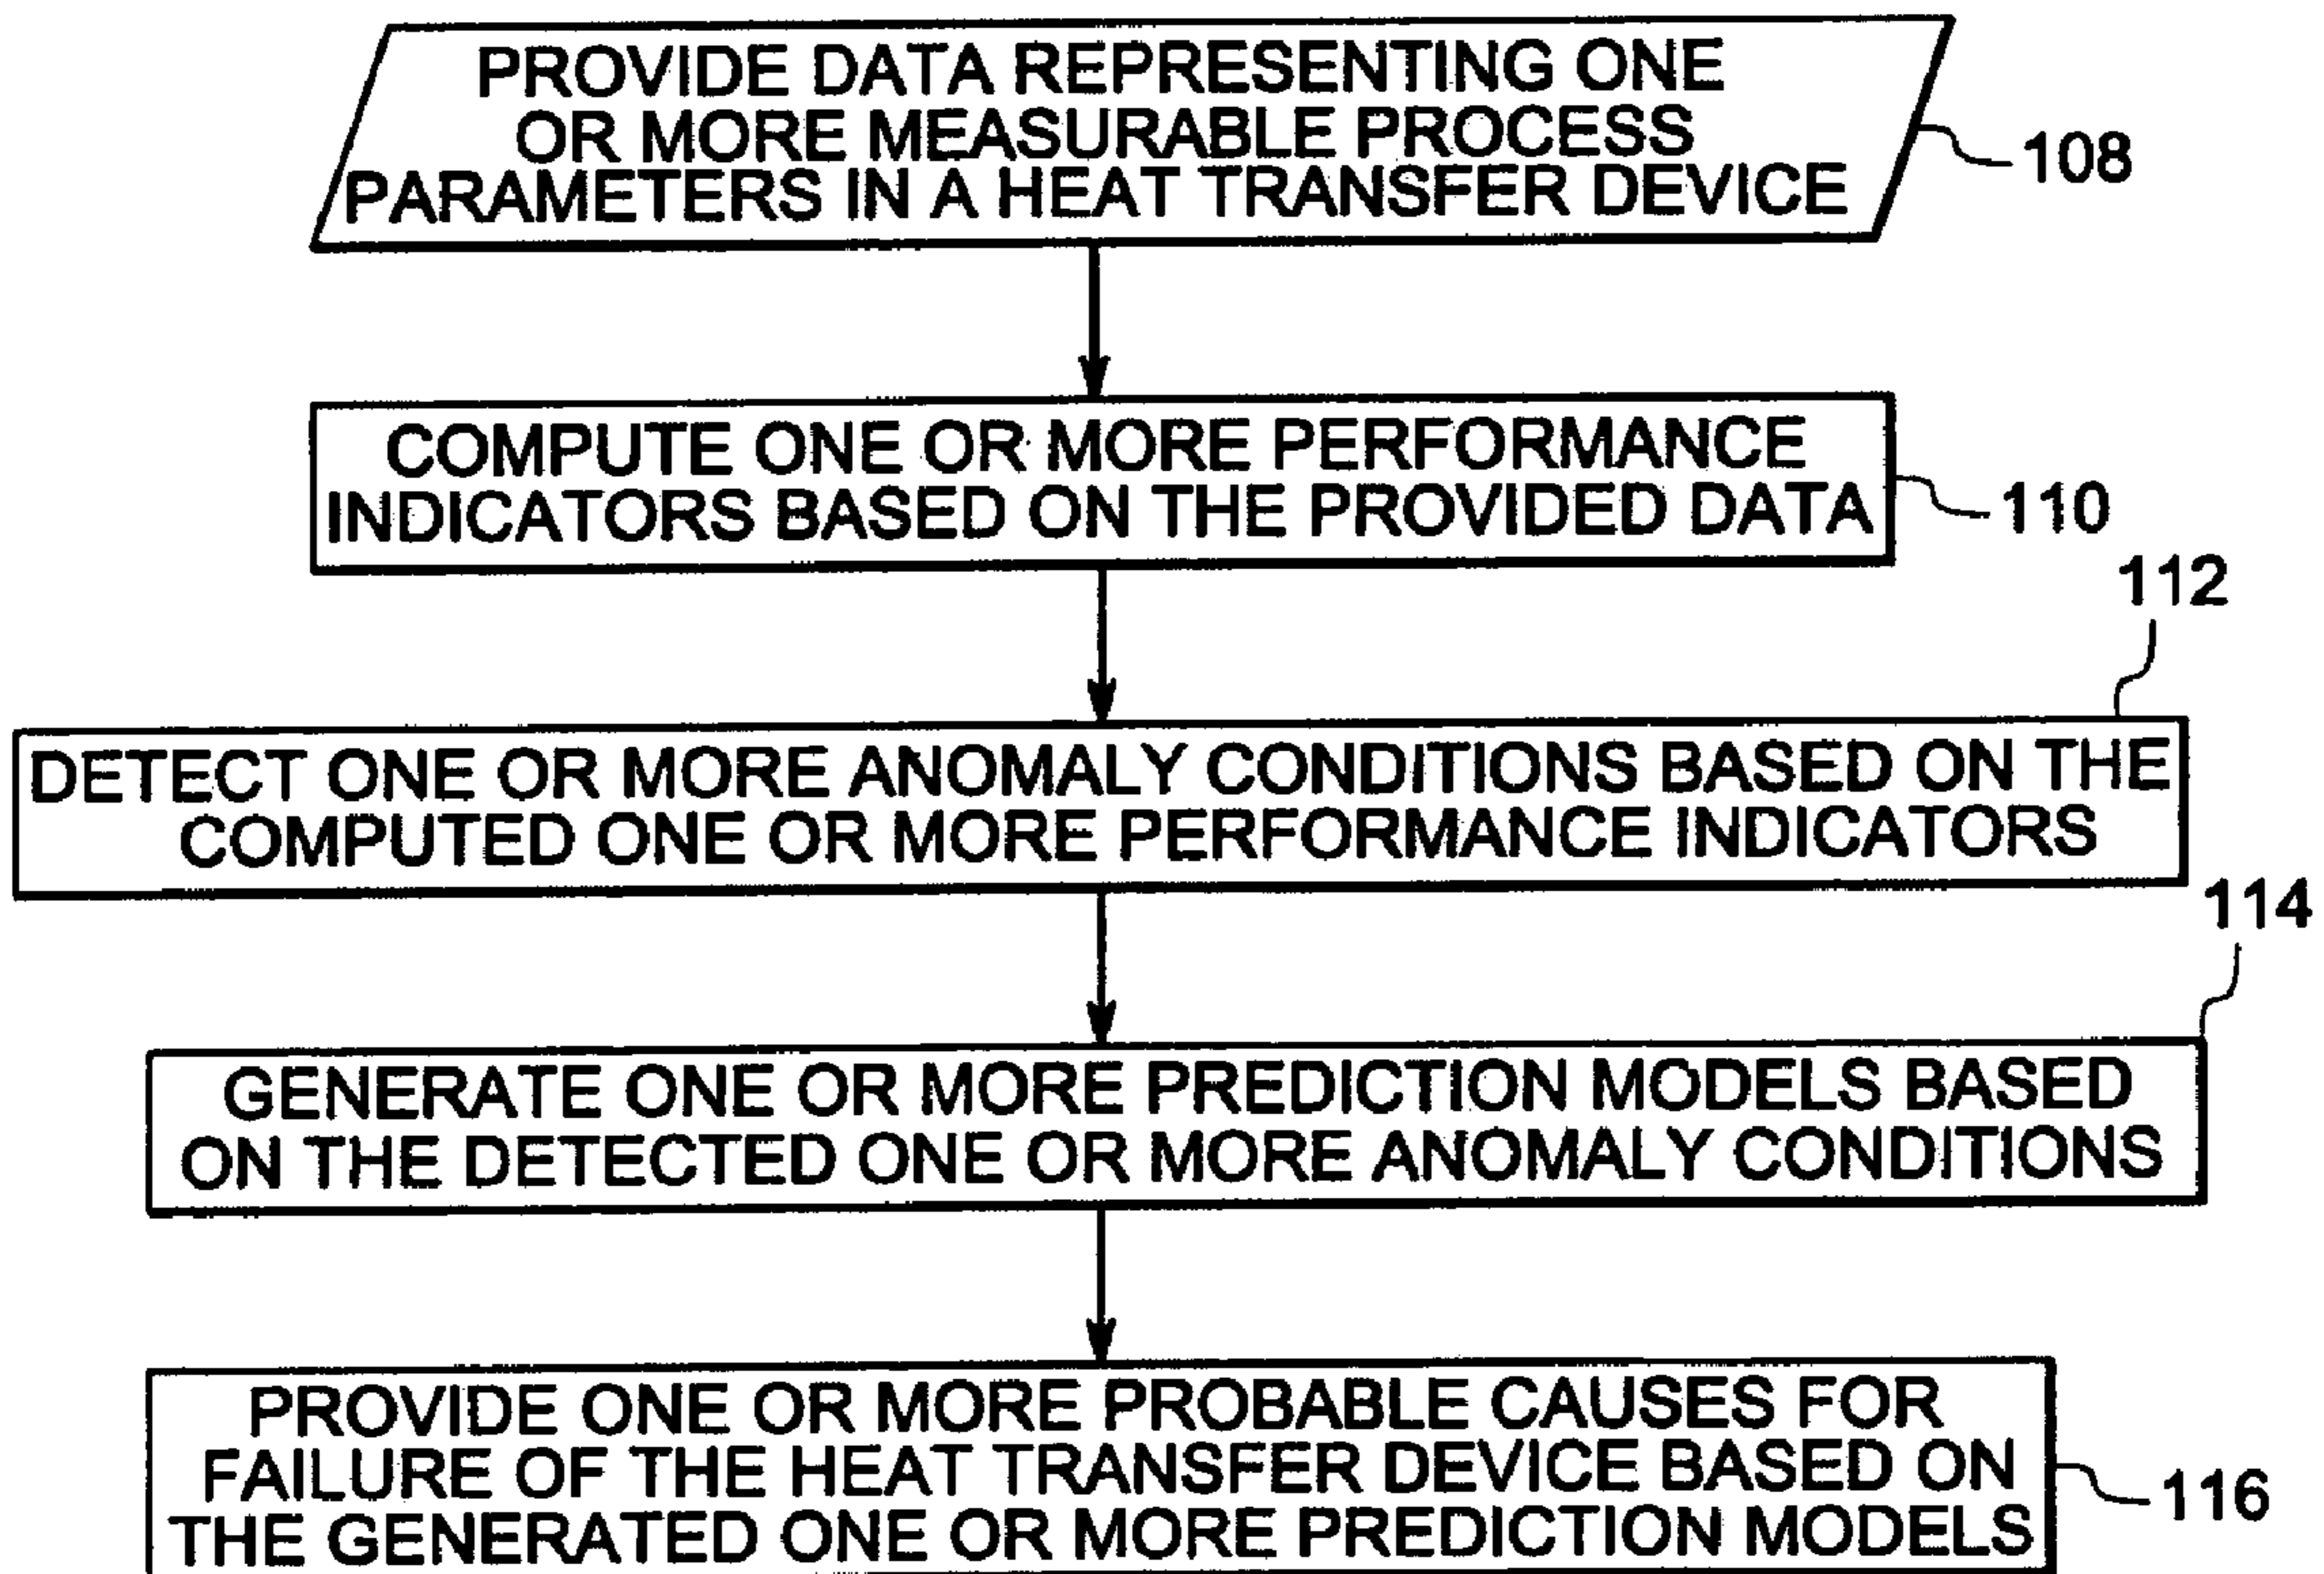 PROVIDE DATA REPRESENTING ONE
OR MORE MEASURABLE PROCESS
PARAMETERS IN A HEAT TRANSFER DEVICE
108
COMPUTE ONE OR MORE PERFORMANCE
INDICATORS BASED ON THE PROVIDED DATA
110
112
DETECT ONE OR MORE ANOMALY CONDITIONS BASED ON THE
COMPUTED ONE OR MORE PERFORMANCE INDICATORS
114
GENERATE ONE OR MORE PREDICTION MODELS BASED
ON THE DETECTED ONE OR MORE ANOMALY CONDITIONS
PROVIDE ONE OR MORE PROBABLE CAUSES FOR
FAILURE OF THE HEAT TRANSFER DEVICE BASED ON
THE GENERATED ONE OR MORE PREDICTION MODELS
116